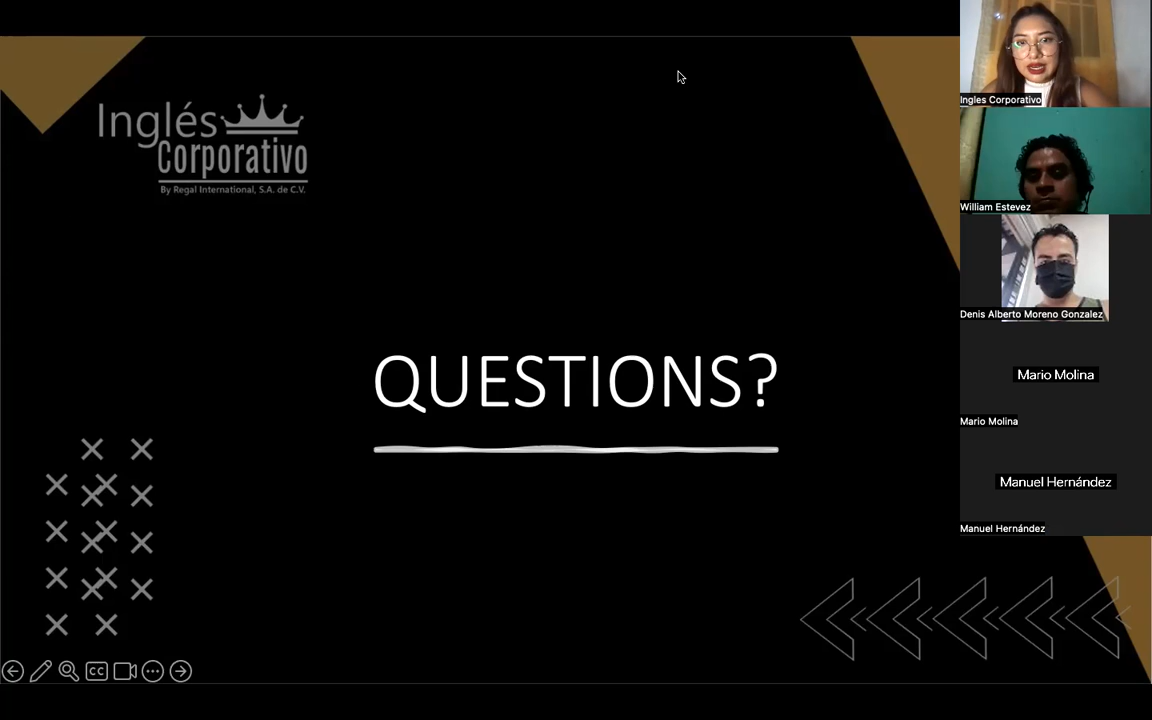 Inglés
Corporativo
By Regal International, S.A. de C.V.
QUESTIONS?
CC
Ingles Corporativo
William Estevez
Denis Alberto Moreno Gonzalez
Mario Molina
Mario Molina
Manuel Hernández
Manuel Hernández